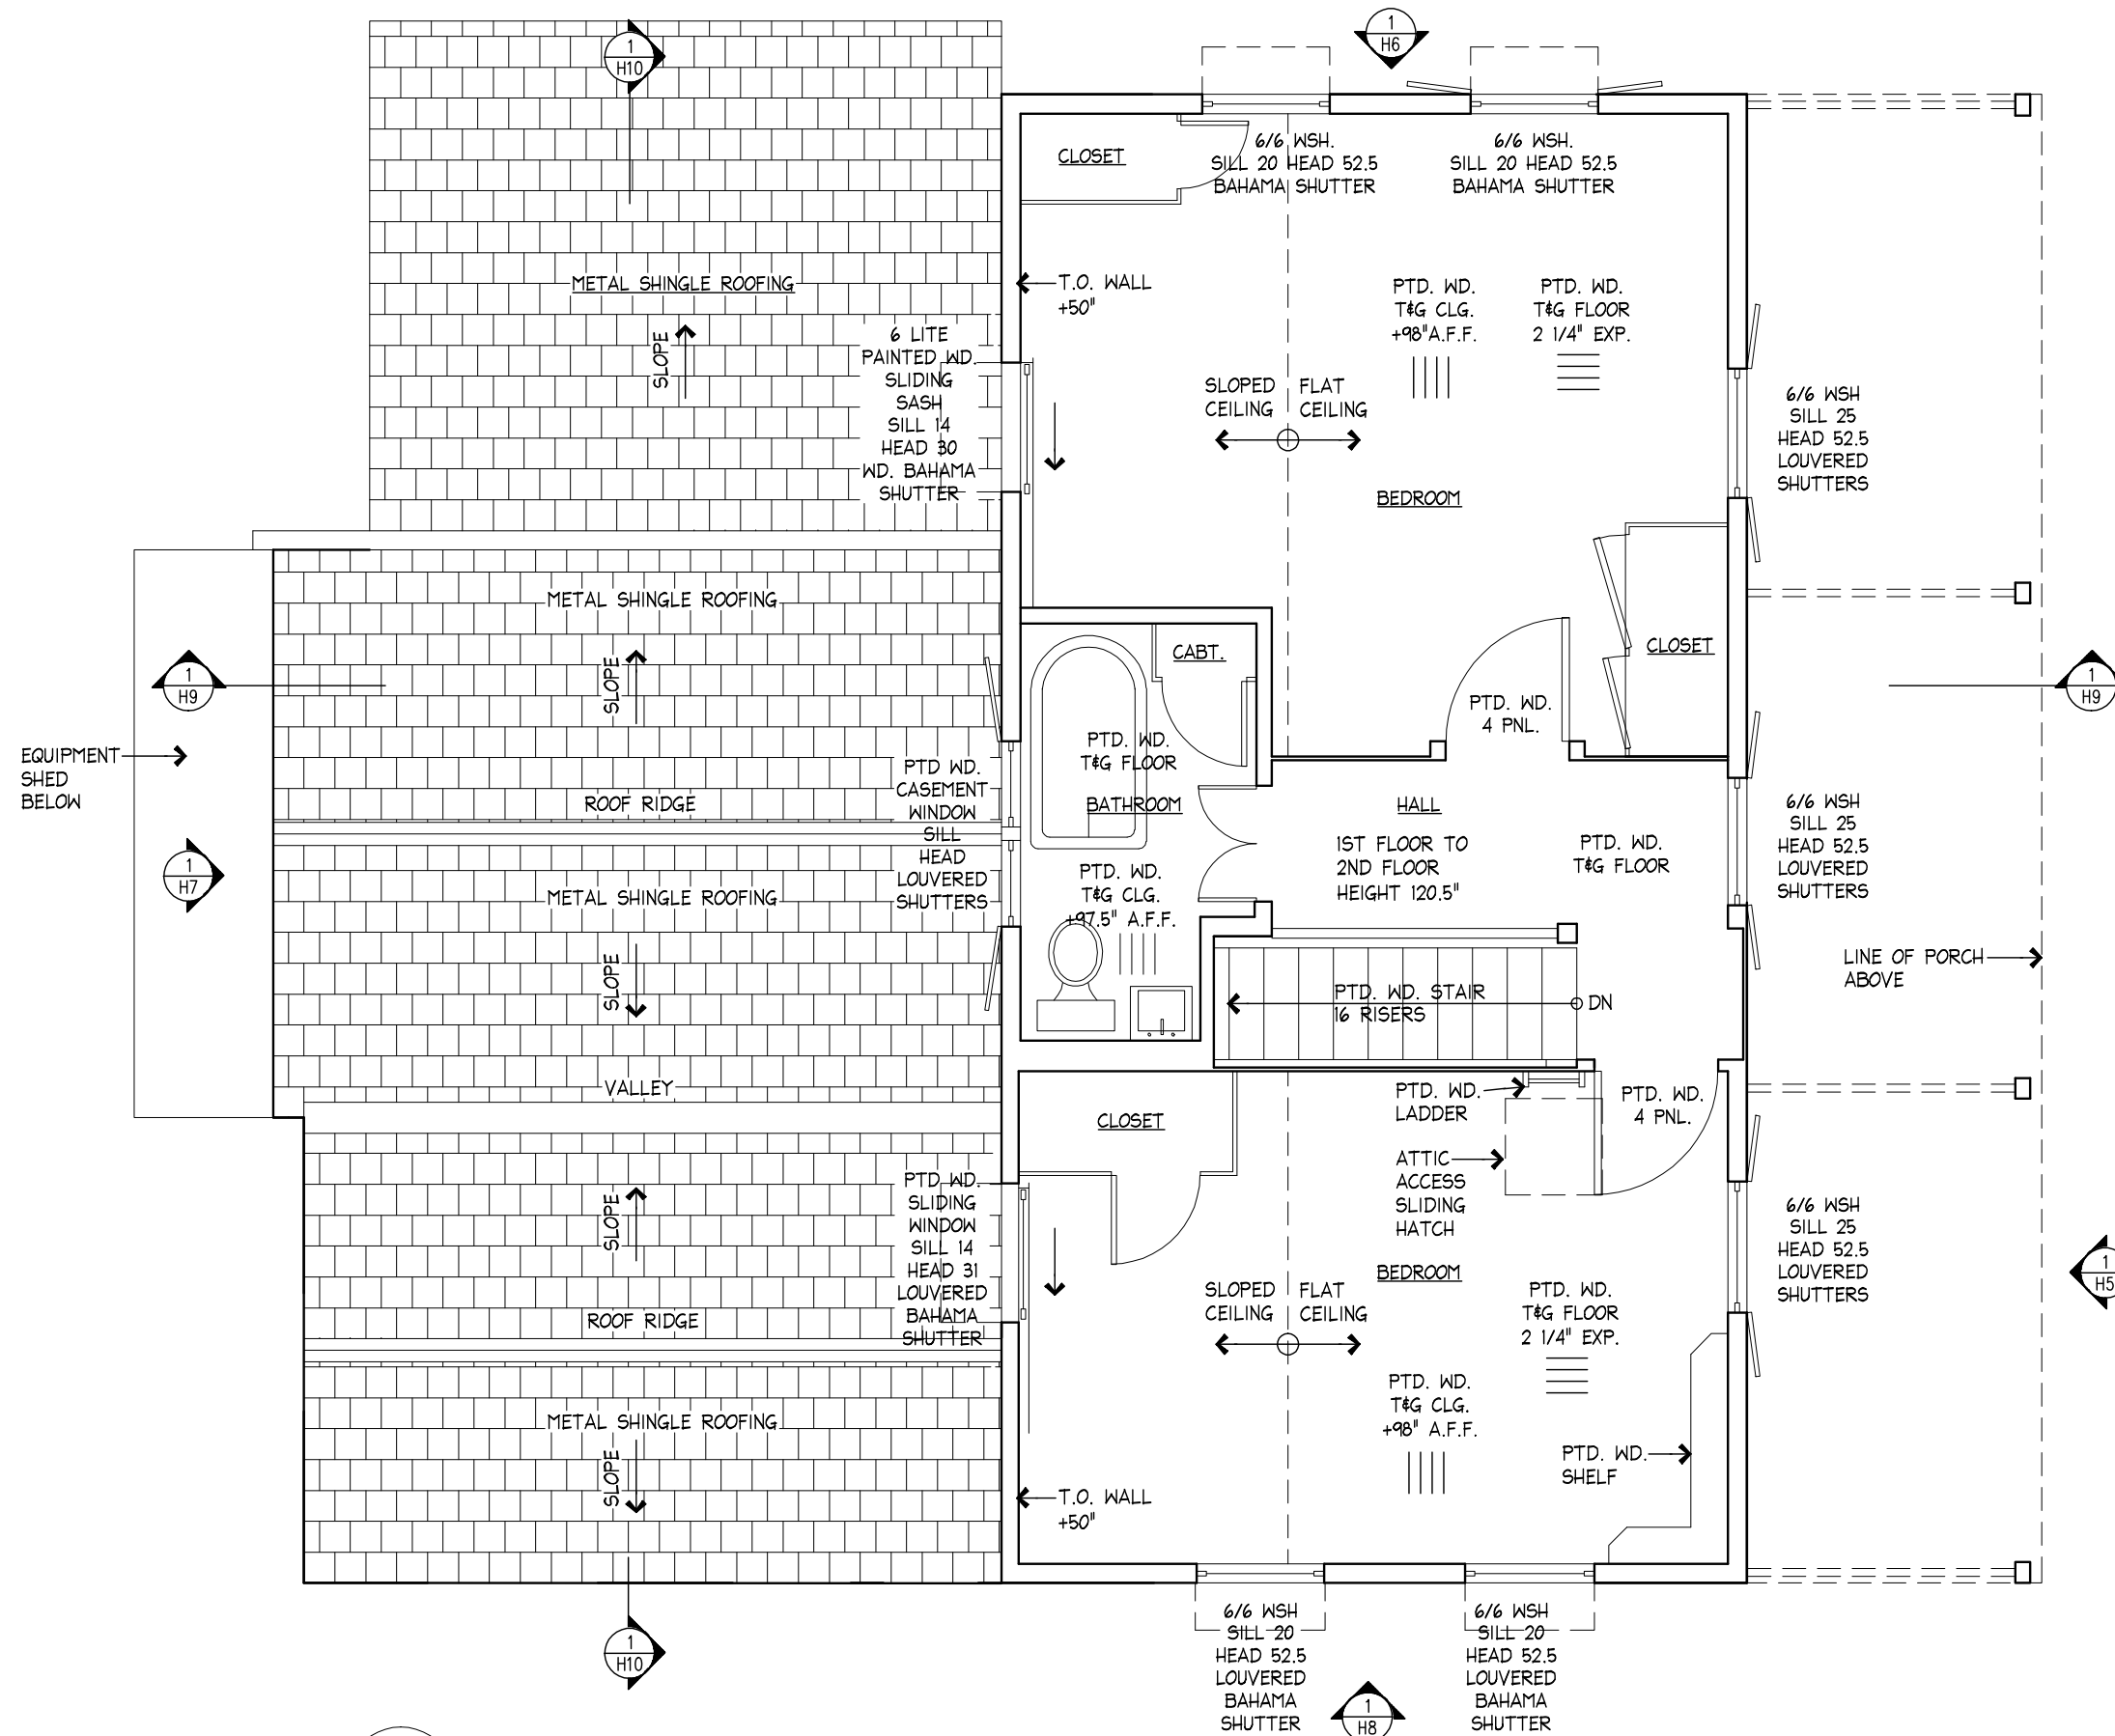 1
H10
1
H6
CLOSET
6/6 WSH.
SILL 20 HEAD 52.5
BAHAMA SHUTTER
6/6 WSH.
SILL 20 HEAD 52.5
BAHAMA SHUTTER
METAL SHINGLE ROOFING
SLOPE
6 LITE
PAINTED WD.
SLIDING
SASH
SILL 14
HEAD 30
WD. BAHAMA
SHUTTER
T.O. WALL
+50"
PTD. WD.
T&G CLG.
+98"A.F.F.
PTD. WD.
T&G FLOOR
2 1/4" EXP.
SLOPED
CEILING
FLAT
CEILING
6/6 WSH
SILL 25
HEAD 52.5
LOUVERED
SHUTTERS
BEDROOM
METAL SHINGLE ROOFING
SLOPE
1
H9
CABT.
CLOSET
1
H9
PTD. WD.
4 PNL.
EQUIPMENT
SHED
BELOW
PTD. WD.
T&G FLOOR
ROOF RIDGE
PTD WD.
CASEMENT
WINDOW
SILL
HEAD
LOUVERED
SHUTTERS
BATHROOM
HALL
1ST FLOOR TO
2ND FLOOR
HEIGHT 120.5"
PTD. WD.
T&G FLOOR
6/6 WSH
SILL 25
HEAD 52.5
LOUVERED
SHUTTERS
1
H7
METAL SHINGLE ROOFING
PTD. WD.
T&G CLG.
+97.5" A.F.F.
SLOPE
LINE OF PORCH
ABOVE
PTD. WD. STAIR
16 RISERS
DN
VALLEY
CLOSET
PTD. WD.
LADDER
PTD. WD.
4 PNL.
ATTIC
ACCESS
SLIDING
HATCH
SLOPE
PTD WD.
SLIDING
WINDOW
SILL 14
HEAD 31
LOUVERED
BAHAMA
SHUTTER
6/6 WSH
SILL 25
HEAD 52.5
LOUVERED
SHUTTERS
1
H5
BEDROOM
SLOPED
CEILING
FLAT
CEILING
PTD. WD.
T&G FLOOR
2 1/4" EXP.
ROOF RIDGE
PTD. WD.
T&G CLG.
+98" A.F.F.
METAL SHINGLE ROOFING
SLOPE
PTD. WD.
SHELF
T.O. WALL
+50"
1
H10
6/6 WSH
SILL 20
HEAD 52.5
LOUVERED
BAHAMA
SHUTTER
6/6 WSH
SILL 20
HEAD 52.5
LOUVERED
BAHAMA
SHUTTER
1
H8